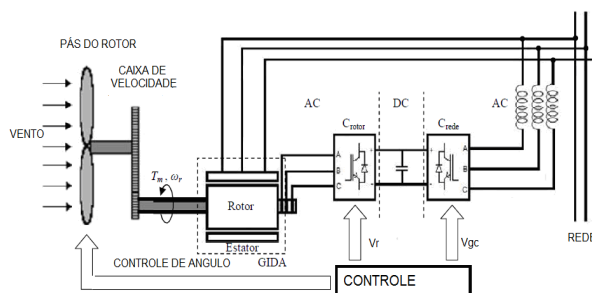 PÁS DO ROTOR
CAIXA DE
VELOCIDADE
VENTO
Tm . ωr
AC
DC
AC
Crotor
Crede
A
B
C
A
B
C
Rotor
Estator
GIDA
Vr
Vgc
REDE
CONTROLE DE ANGULO
CONTROLE